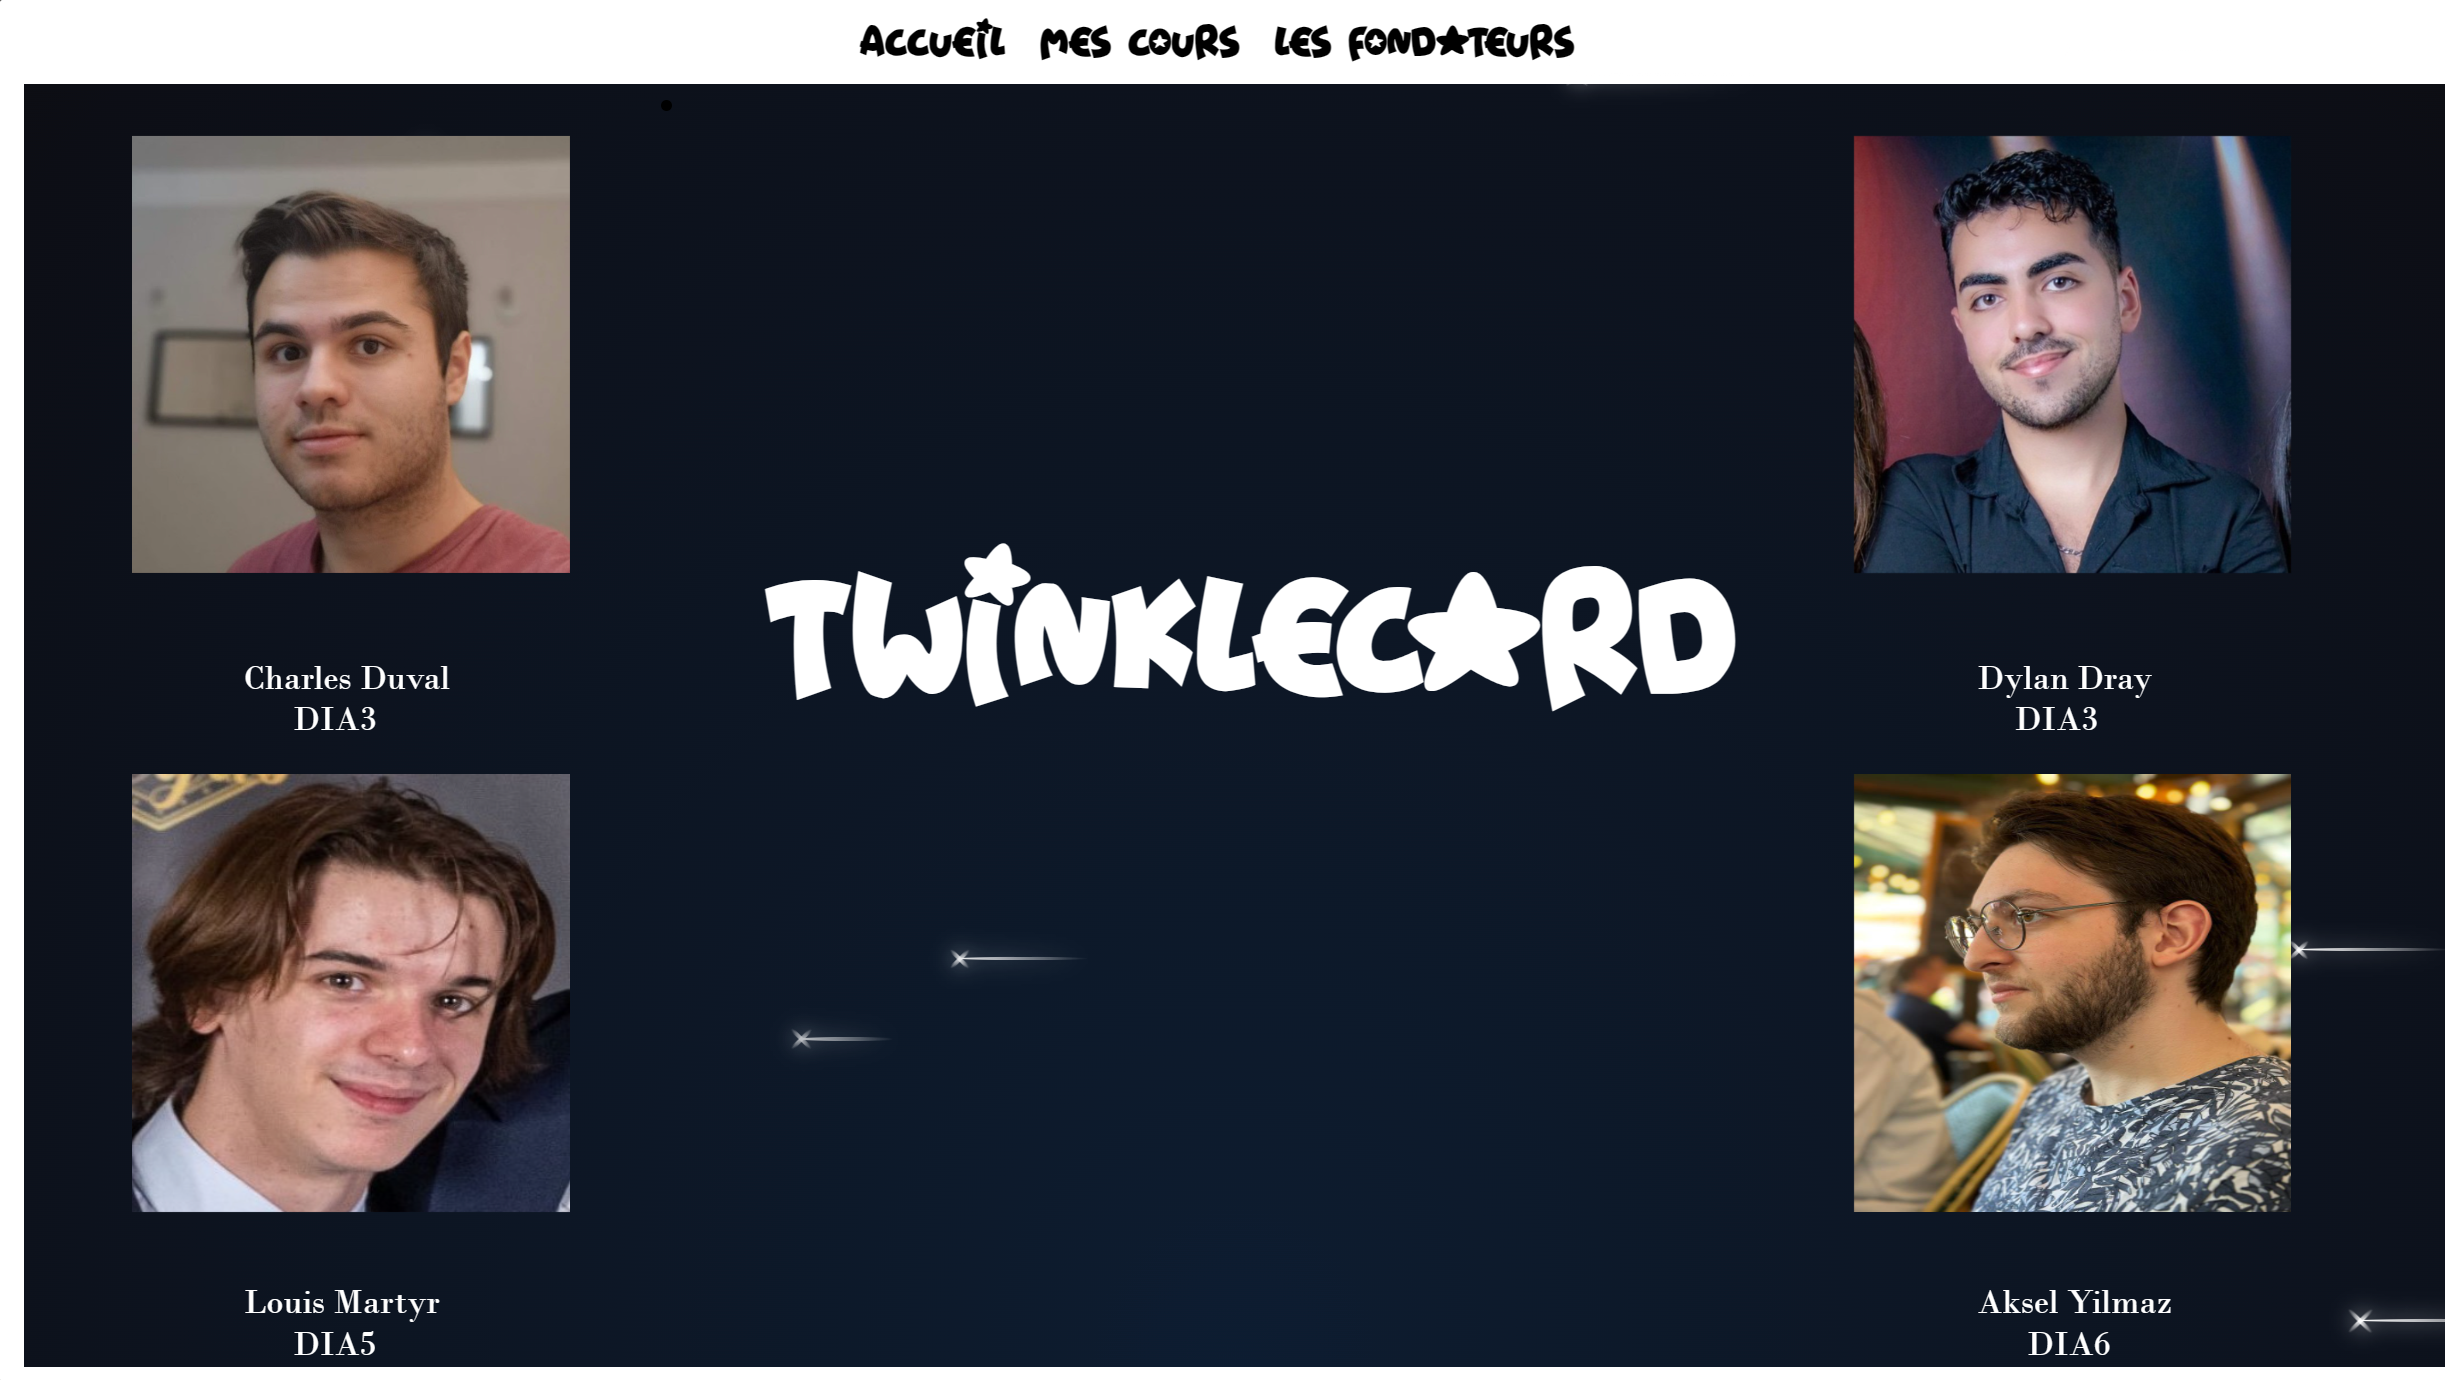 ACCUEIL MES COURS LES FONDATEURS
TWINKLECARD
Charles Duval
DIA3
Dylan Dray
DIA3
Louis Martyr
DIA5
Aksel Yilmaz
DIA6